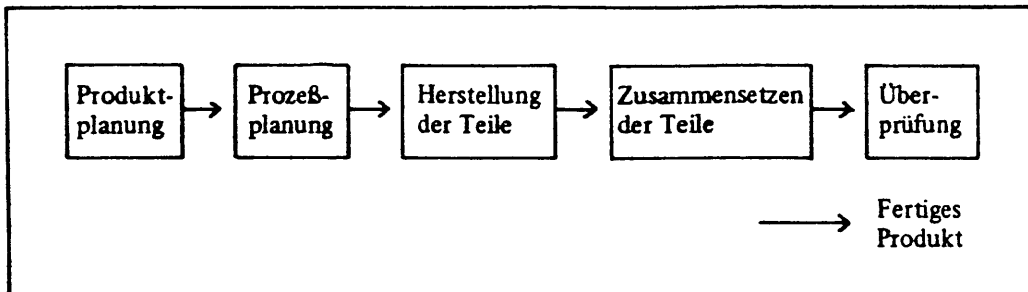 Produkt-
planung
Prozeß-
planung
Herstellung
der Teile
Zusammensetzen
der Teile
Über-
prüfung
Fertiges
Produkt